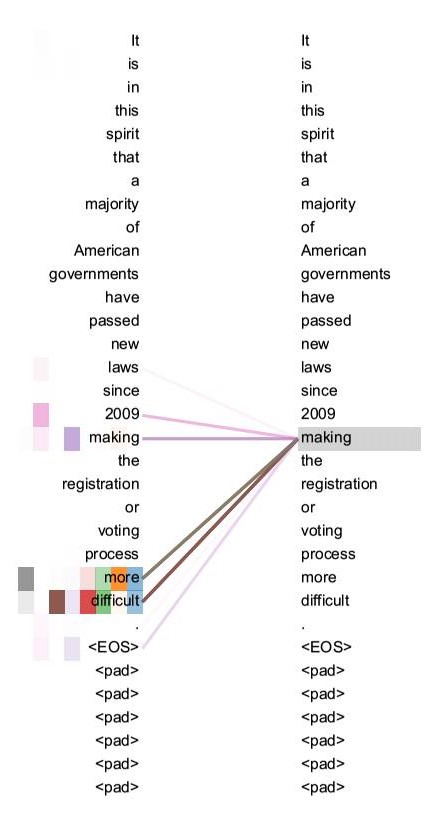 It It
is is
in in
this this
spirit spirit
that that
a a
majority majority
of of
American American
governments governments
have have
passed passed
new new
laws laws
since since
2009 2009
making making
the the
registration registration
or or
voting voting
process process
more more
difficult difficult
. .
<EOS> <EOS>
<pad> <pad>
<pad> <pad>
<pad> <pad>
<pad> <pad>
<pad> <pad>
<pad> <pad>